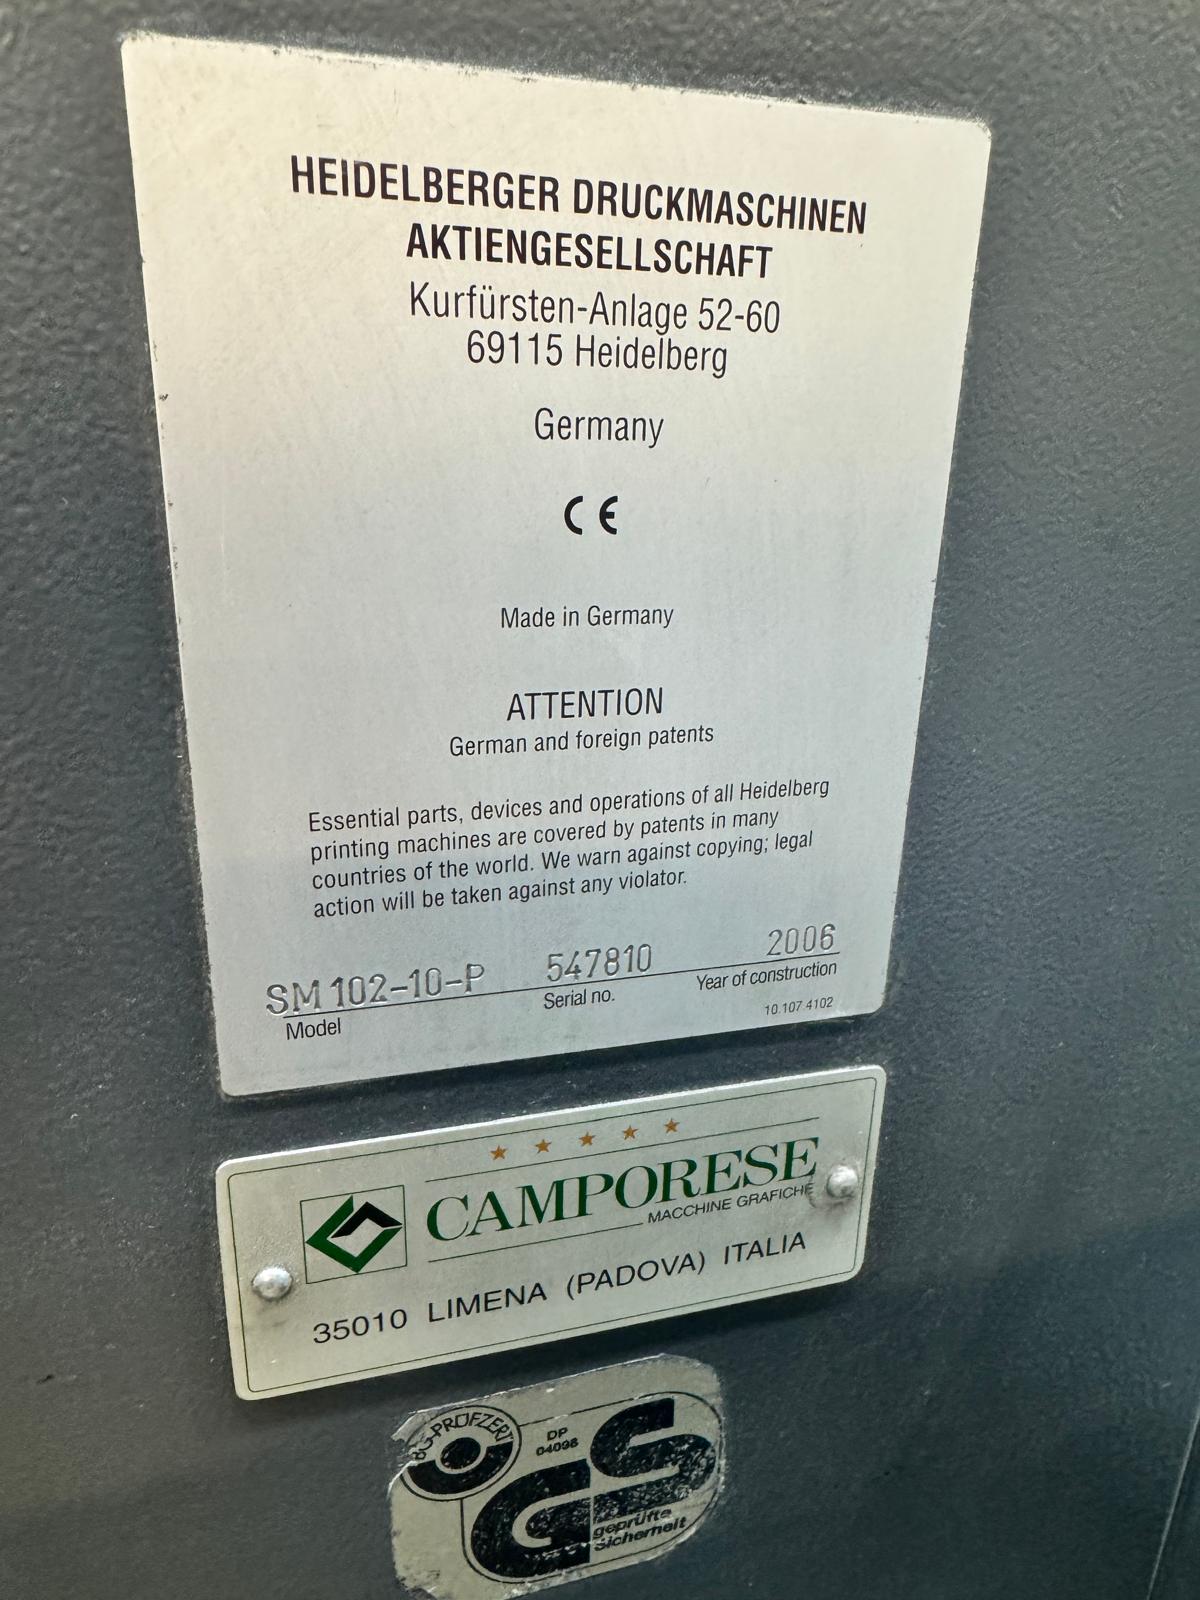 HEIDELBERGER DRUCKMASCHINEN
AKTIENGESELLSCHAFT
Kurfürsten-Anlage 52-60
69115 Heidelberg
Germany
CE
Made in Germany
ATTENTION
German and foreign patents
Essential parts, devices and operations of all Heidelberg
printing machines are covered by patents in many
countries of the world. We warn against copying; legal
action will be taken against any violator.
SM 102-10-P 547810 2006
Model Serial no. Year of construction
10.107 4102
CAMPORESE
MACCHINE GRAFICHE
35010 LIMENA (PADOVA) ITALIA
BG-PRÜFZERT
DP
04096
GS
geprüfte
Sicherheit